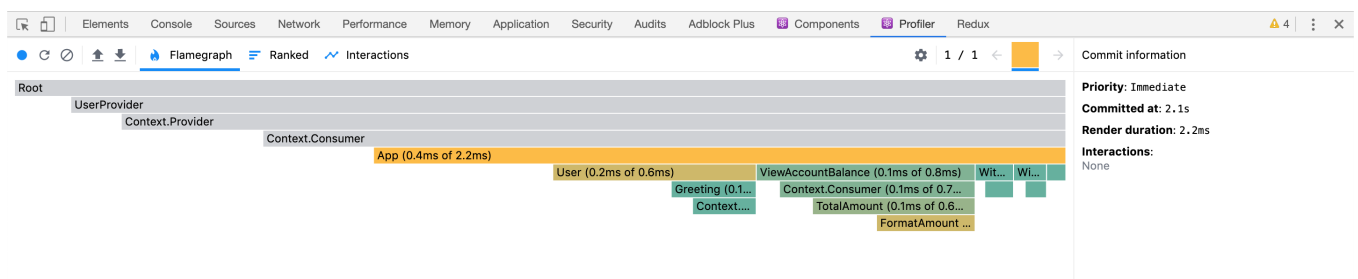 Elements Console Sources Network Performance Memory Application Security Audits Adblock Plus Components Profiler Redux 4
Flamegraph Ranked Interactions 1 / 1 Commit information
Root
UserProvider
Context.Provider
Context.Consumer
App (0.4ms of 2.2ms)
User (0.2ms of 0.6ms) ViewAccountBalance (0.1ms of 0.8ms) Wit... Wi...
Greeting (0.1... Context.Consumer (0.1ms of 0.7...
Context.... TotalAmount (0.1ms of 0.6...
FormatAmount ...
Priority: Immediate
Committed at: 2.1s
Render duration: 2.2ms
Interactions:
None